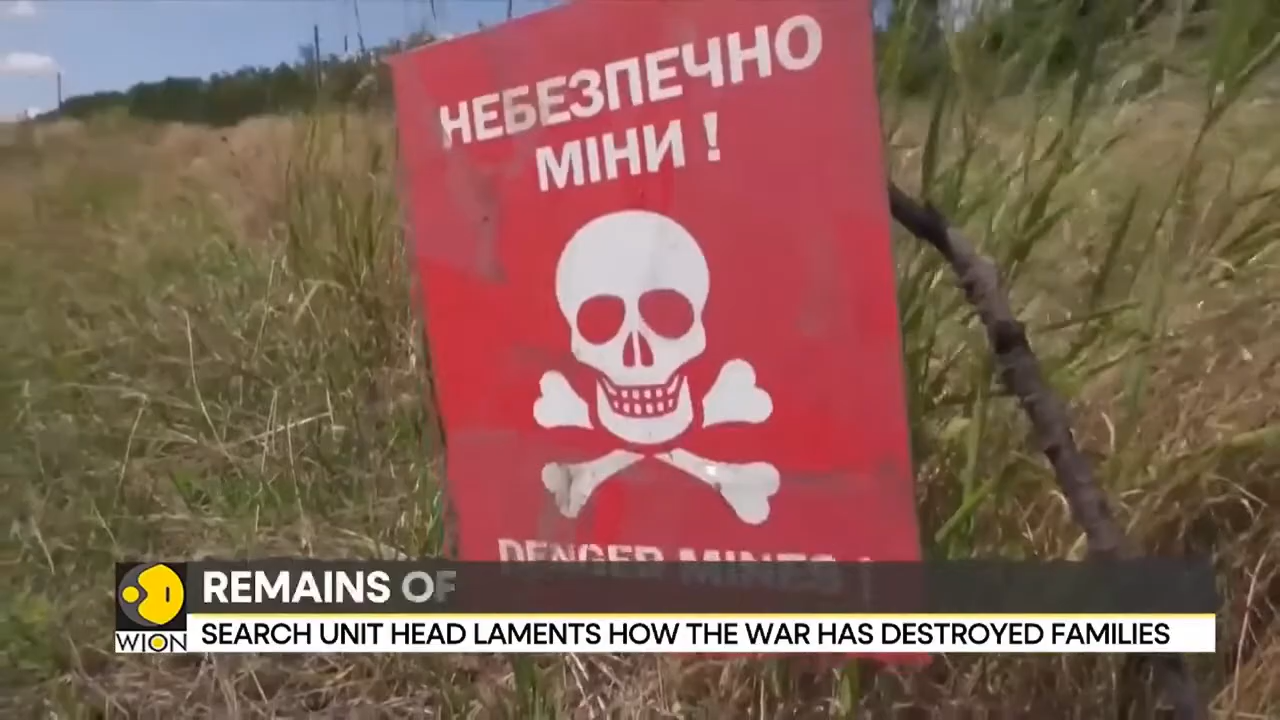 НЕБЕЗПЕЧНО
МІНИ !
DENGER MINES !
REMAINS OF
WION
SEARCH UNIT HEAD LAMENTS HOW THE WAR HAS DESTROYED FAMILIES